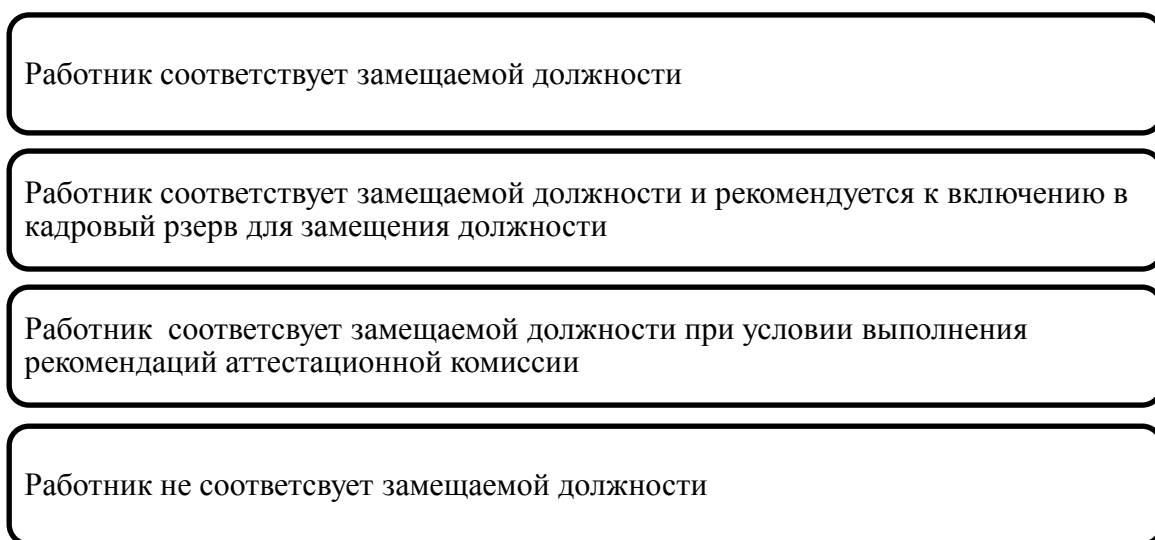 Работник соответствует замещаемой должности
Работник соответствует замещаемой должности и рекомендуется к включению в
кадровый рзерв для замещения должности
Работник  соответсвует замещаемой должности при условии выполнения
рекомендаций аттестационной комиссии
Работник не соответсвует замещаемой должности